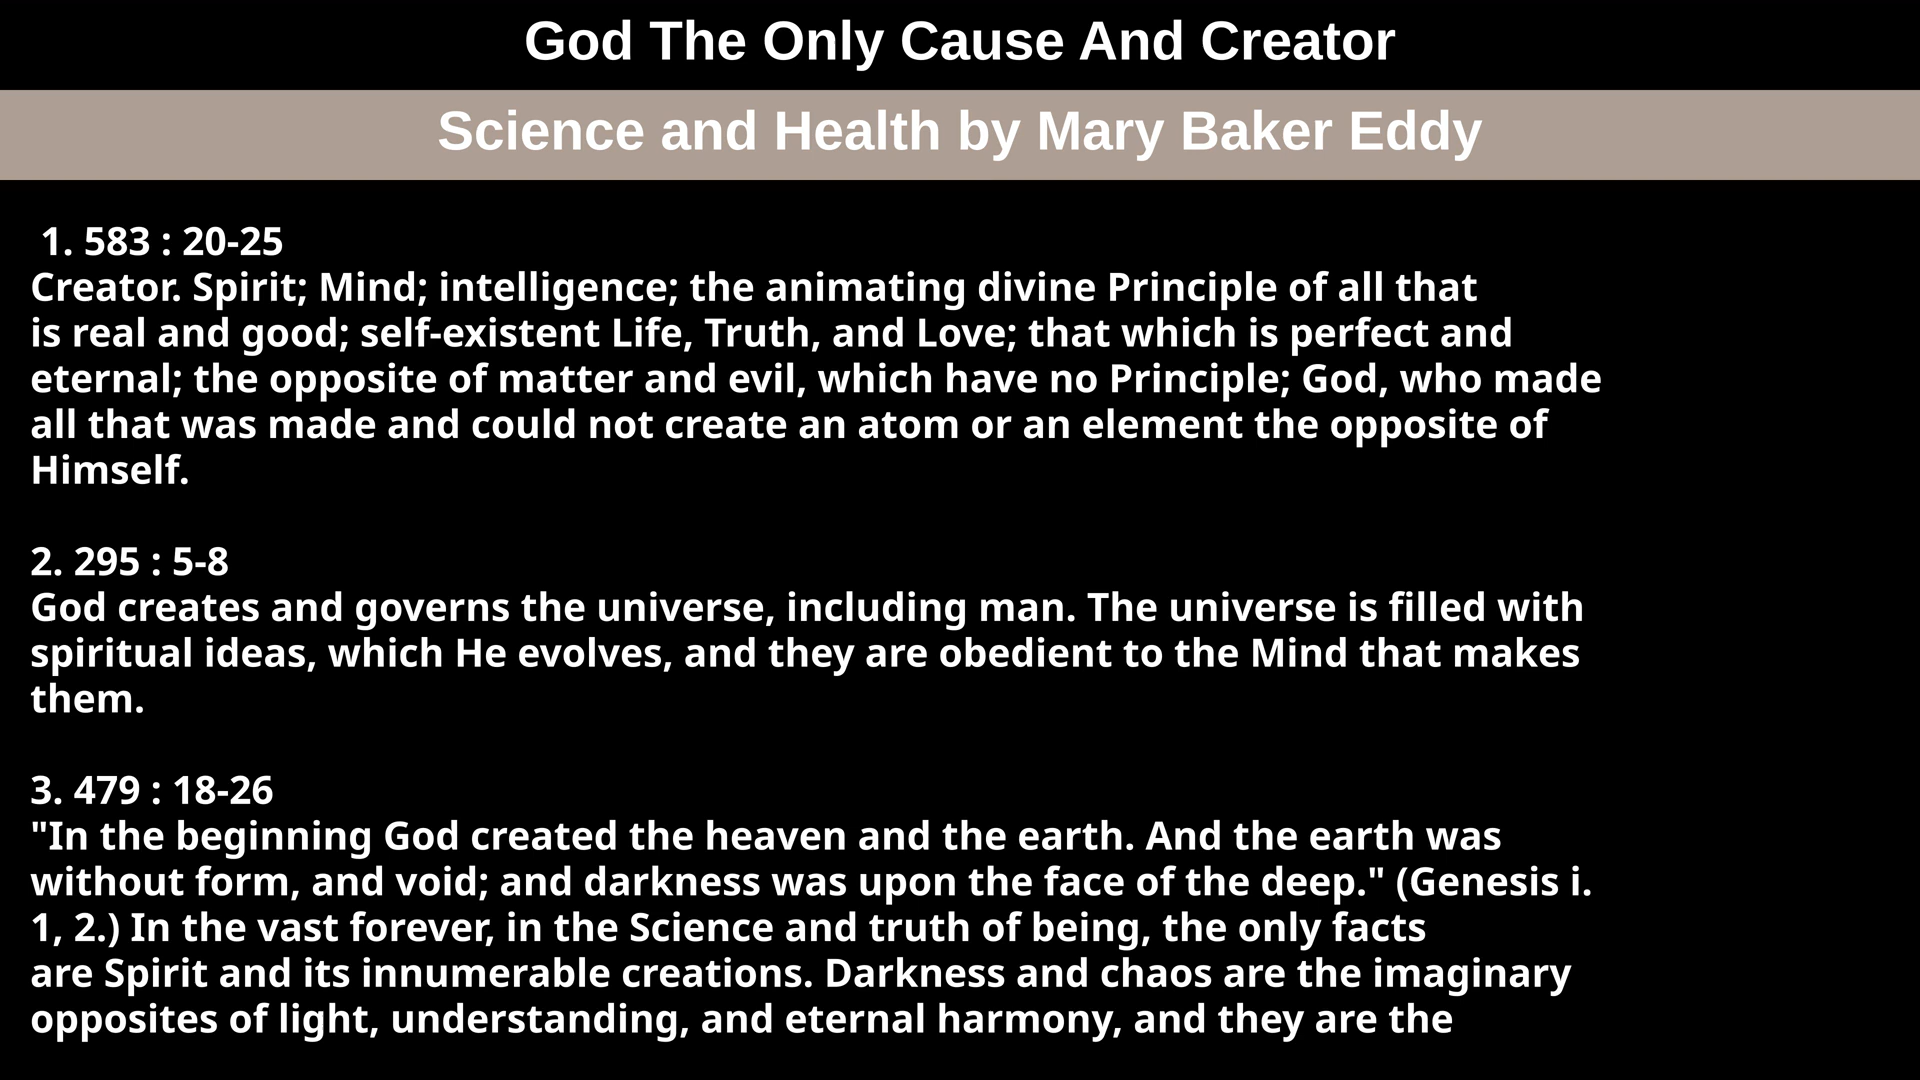 God The Only Cause And Creator
Science and Health by Mary Baker Eddy
1. 583 : 20-25
Creator. Spirit; Mind; intelligence; the animating divine Principle of all that
is real and good; self-existent Life, Truth, and Love; that which is perfect and
eternal; the opposite of matter and evil, which have no Principle; God, who made
all that was made and could not create an atom or an element the opposite of
Himself.
2. 295 : 5-8
God creates and governs the universe, including man. The universe is filled with
spiritual ideas, which He evolves, and they are obedient to the Mind that makes
them.
3. 479 : 18-26
"In the beginning God created the heaven and the earth. And the earth was
without form, and void; and darkness was upon the face of the deep." (Genesis i.
1, 2.) In the vast forever, in the Science and truth of being, the only facts
are Spirit and its innumerable creations. Darkness and chaos are the imaginary
opposites of light, understanding, and eternal harmony, and they are the